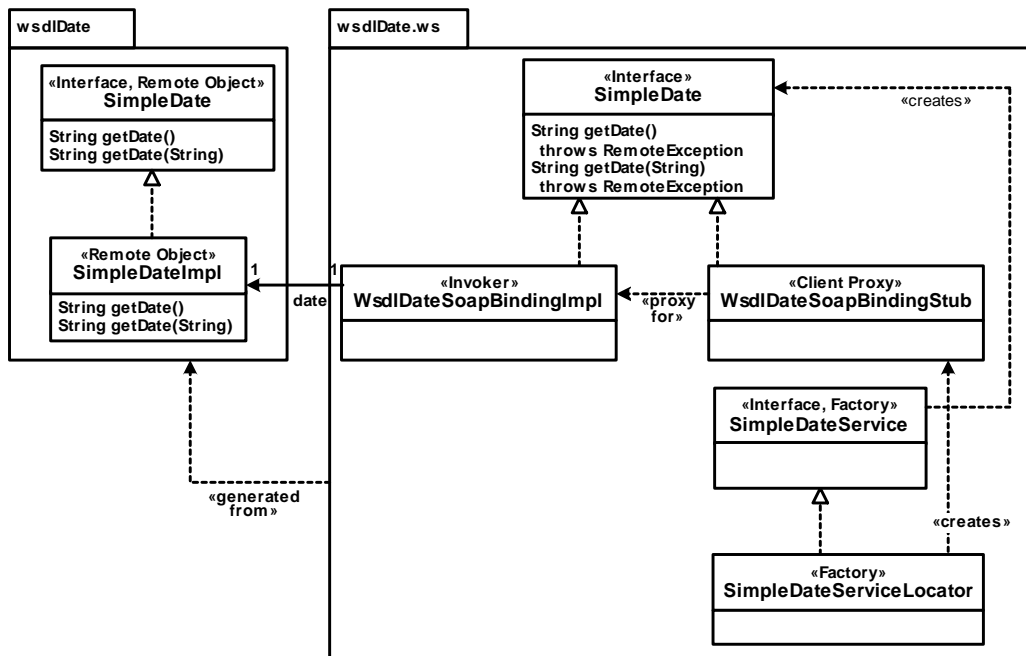 wsdlDate
wsdlDate.ws
«Interface, Remote Object»
SimpleDate
String getDate()
String getDate(String)
«Remote Object»
SimpleDateImpl
String getDate()
String getDate(String)
1
1
date
«Interface»
SimpleDate
String getDate()
throws RemoteException
String getDate(String)
throws RemoteException
«creates»
«Invoker»
WsdlDateSoapBindingImpl
«proxy
for»
«Client Proxy»
WsdlDateSoapBindingStub
«Interface, Factory»
SimpleDateService
«generated
from»
«creates»
«Factory»
SimpleDateServiceLocator